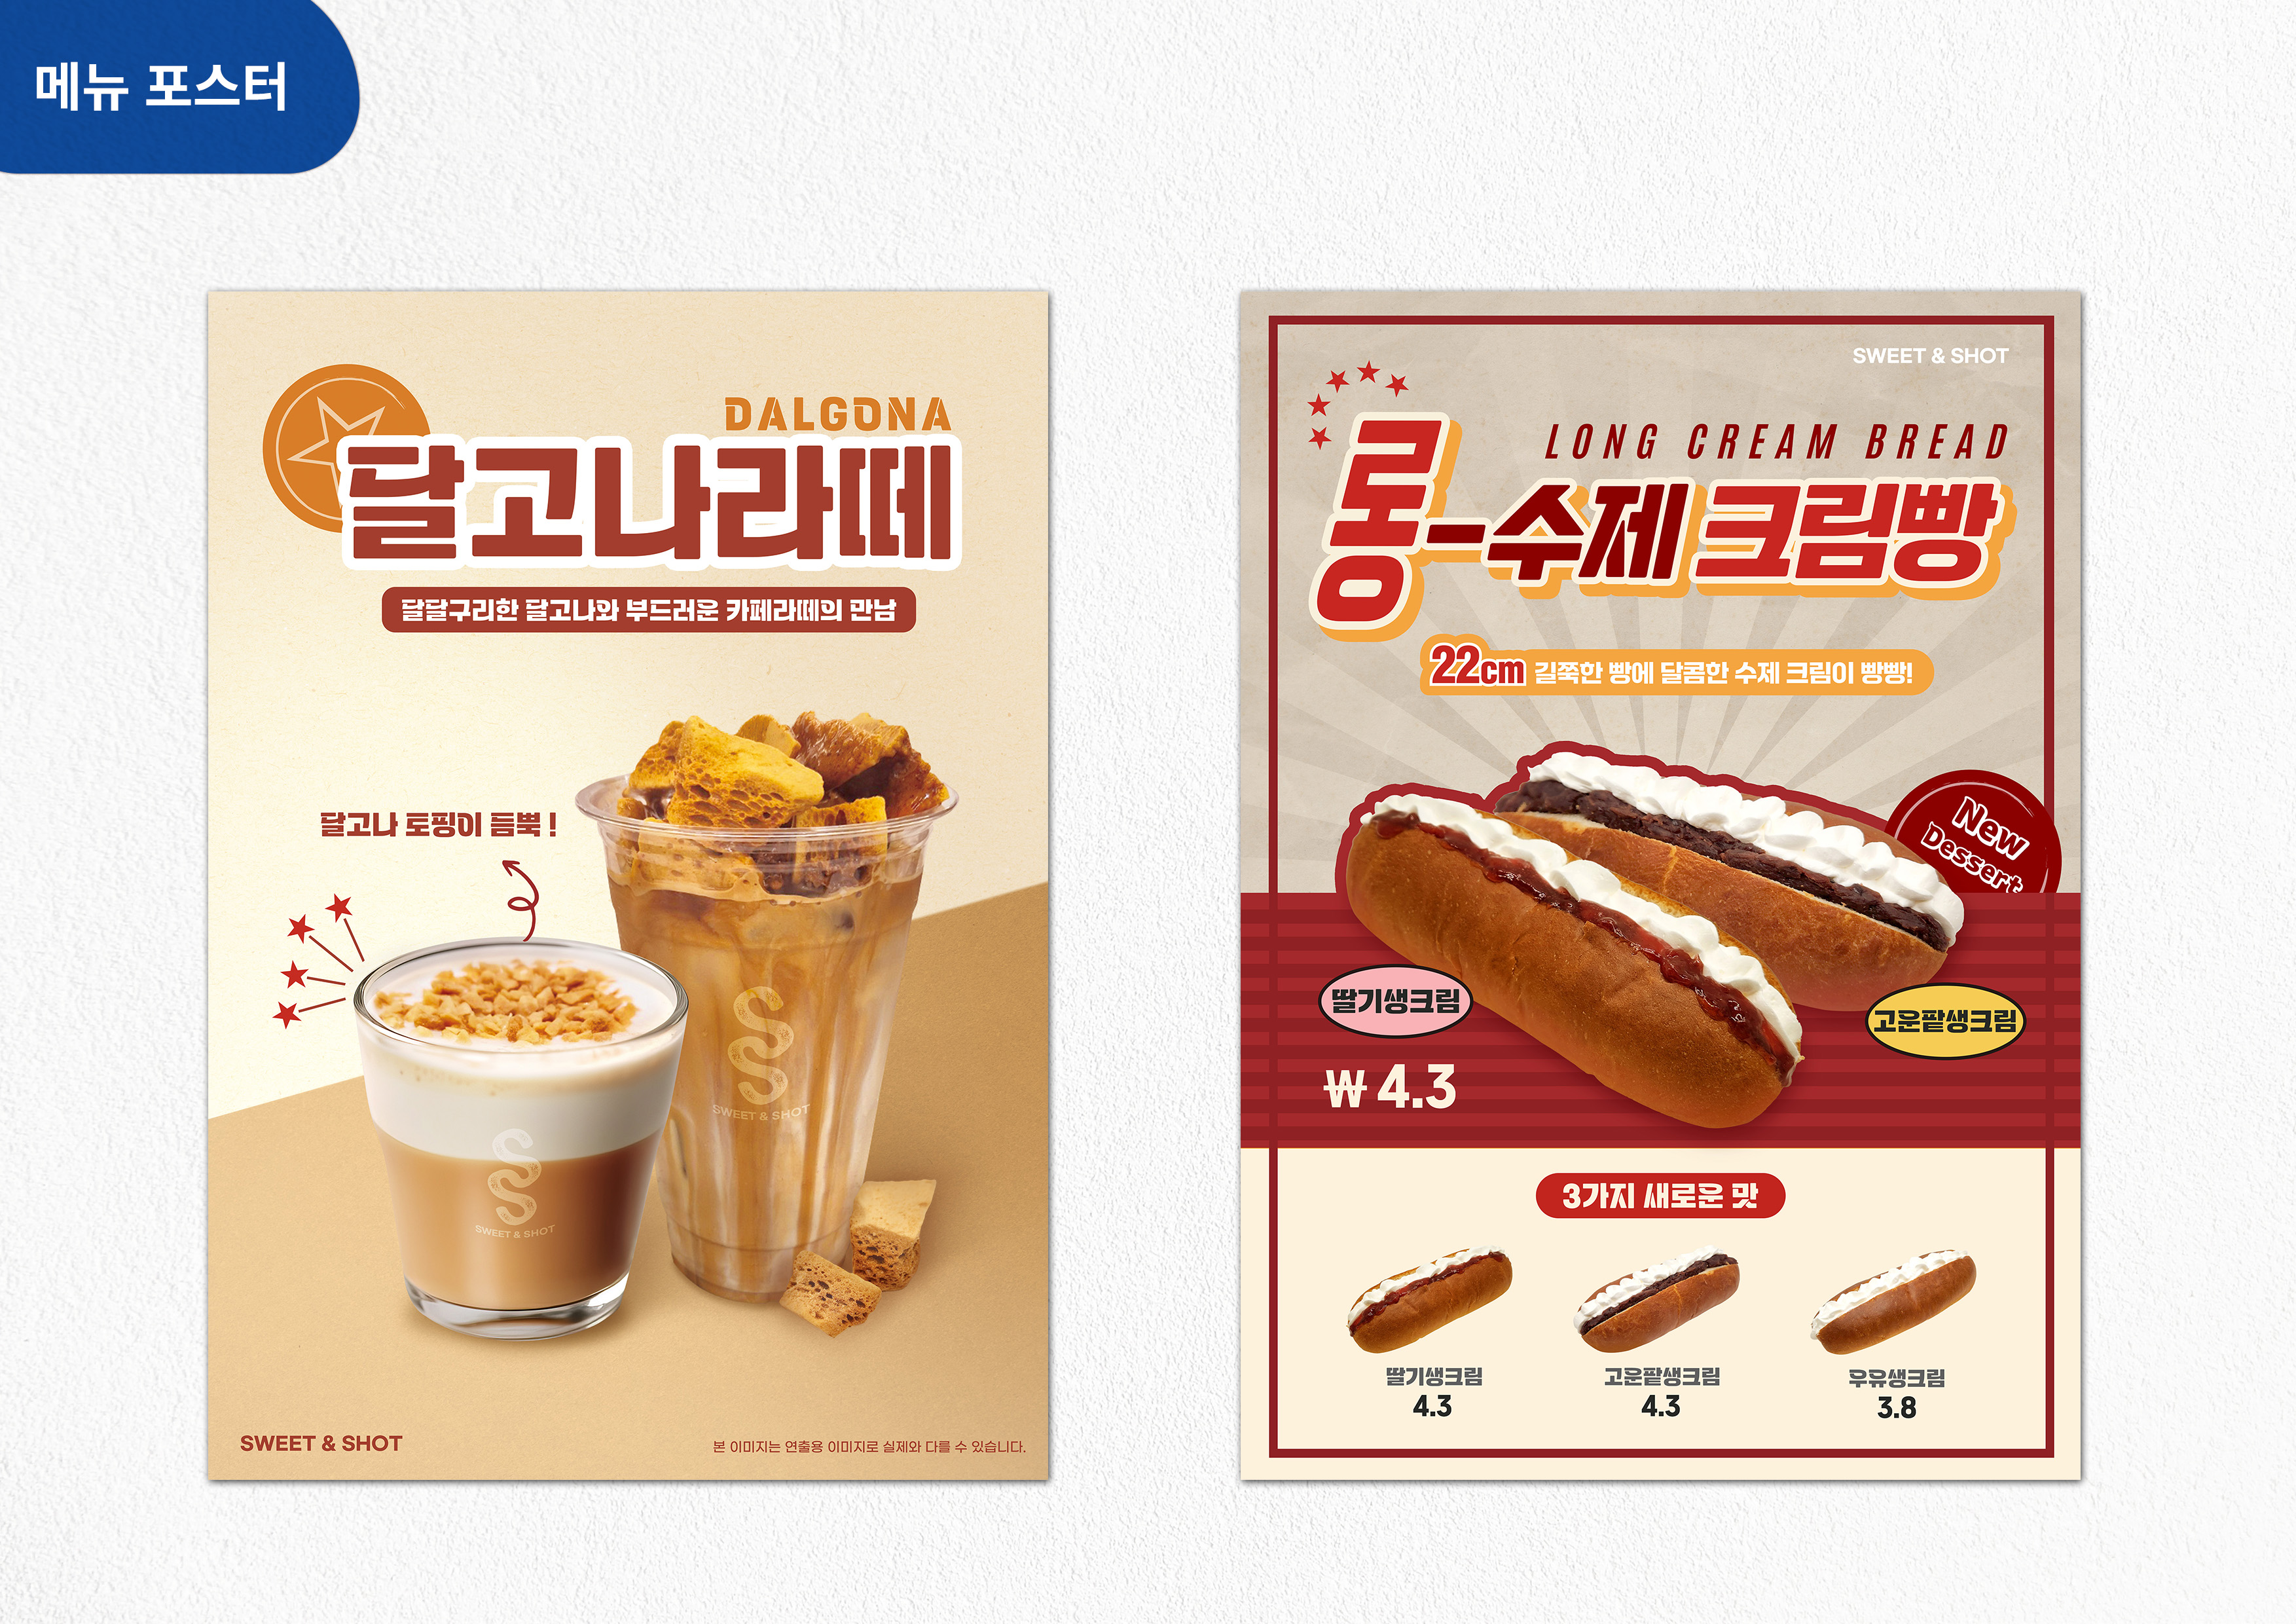 메뉴 포스터
DALGONA
달고나라떼
달달구리한 달고나와 부드러운 카페라떼의 만남
달고나 토핑이 듬뿍 !
SWEET & SHOT
SWEET & SHOT
SWEET & SHOT
본 이미지는 연출용 이미지로 실제와 다를 수 있습니다.
SWEET & SHOT
LONG CREAM BREAD
롱-수제 크림빵
22cm 길쭉한 빵에 달콤한 수제 크림이 빵빵!
New
Dessert
딸기생크림
고운팥생크림
₩ 4.3
3가지 새로운 맛
딸기생크림
4.3
고운팥생크림
4.3
우유생크림
3.8